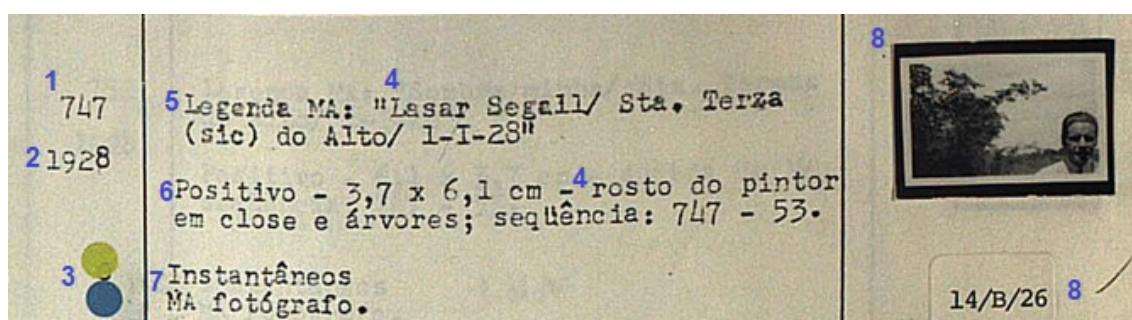 8
1
4
747
5 Legenda MA: "Lasar Segall/ Sta. Terza
(sic) do Alto/ 1-I-28"
2 1928
6 Positivo - 3,7 x 6,1 cm - 4 rosto do pintor
em close e árvores; seqüência: 747 - 53.
3
7 Instantâneos
MA fotógrafo.
14/B/26 8